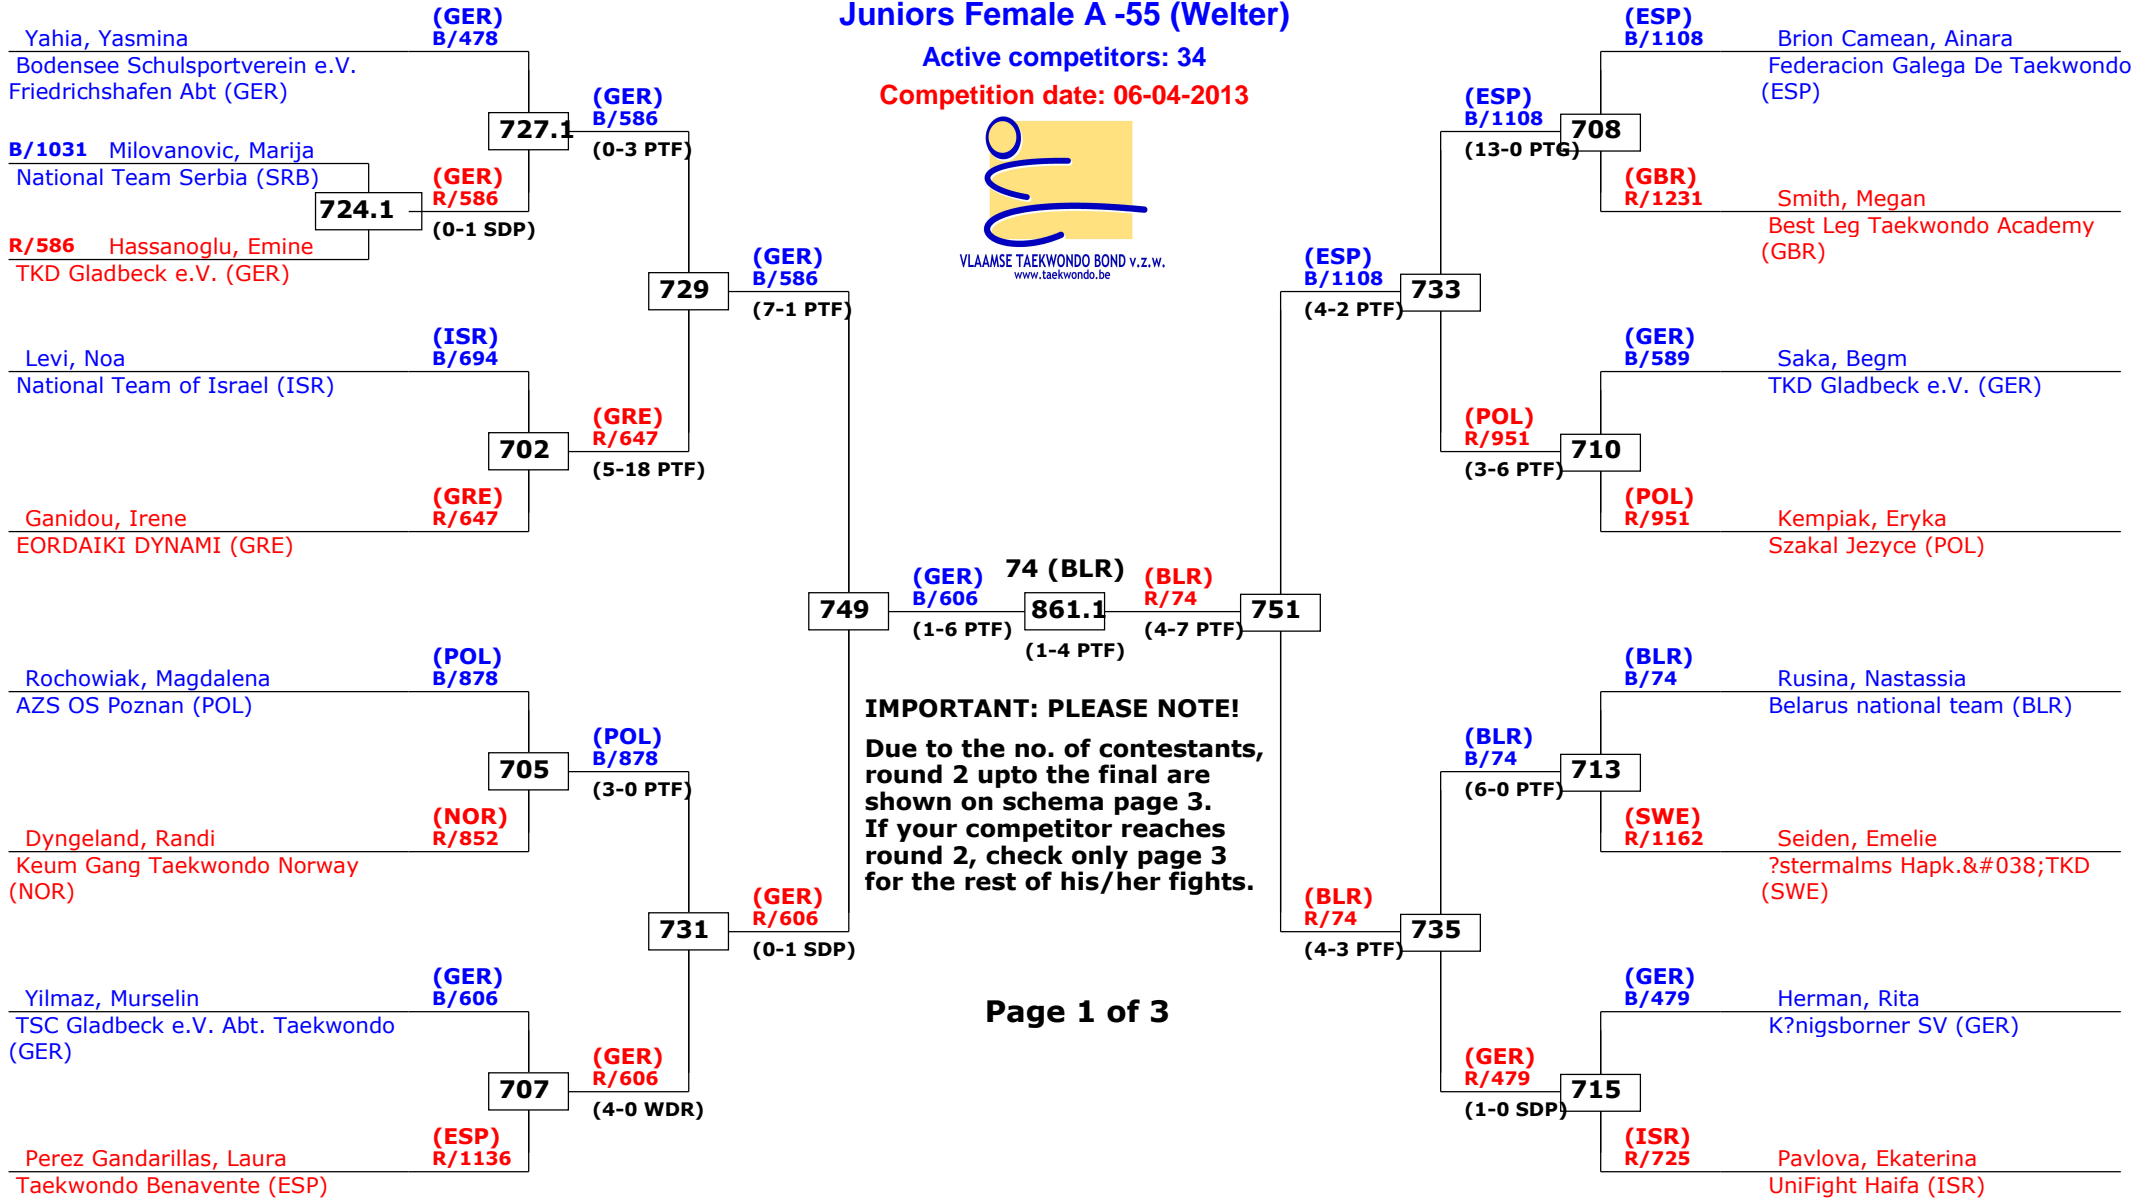 Juniors Female A -55 (Welter)
Active competitors: 34
Competition date: 06-04-2013
VLAAMSE TAEKWONDO BOND v.z.w.
www.taekwondo.be
(GER)
Yahia, Yasmina B/478
Bodensee Schulsportverein e.V.
Friedrichshafen Abt (GER)
727.1
(GER)
B/586
(0-3 PTF)
B/1031 Milovanovic, Marija
National Team Serbia (SRB)
724.1
(GER)
R/586
(0-1 SDP)
R/586 Hassanoglu, Emine
TKD Gladbeck e.V. (GER)
729
(GER)
B/586
(7-1 PTF)
(ISR)
Levi, Noa B/694
National Team of Israel (ISR)
702
(GRE)
R/647
(5-18 PTF)
(GRE)
Ganidou, Irene R/647
EORDAIKI DYNAMI (GRE)
749
(GER)
B/606
(1-6 PTF)
74 (BLR)
861.1
(1-4 PTF)
(BLR)
R/74
(4-7 PTF)
751
(POL)
Rochowiak, Magdalena B/878
AZS OS Poznan (POL)
705
(POL)
B/878
(3-0 PTF)
(NOR)
Dyngeland, Randi R/852
Keum Gang Taekwondo Norway
(NOR)
731
(GER)
R/606
(0-1 SDP)
(GER)
Yilmaz, Murselin B/606
TSC Gladbeck e.V. Abt. Taekwondo
(GER)
707
(GER)
R/606
(4-0 WDR)
(ESP)
Perez Gandarillas, Laura R/1136
Taekwondo Benavente (ESP)
IMPORTANT: PLEASE NOTE!
Due to the no. of contestants,
round 2 upto the final are
shown on schema page 3.
If your competitor reaches
round 2, check only page 3
for the rest of his/her fights.
Page 1 of 3
(ESP)
B/1108 Brion Camean, Ainara
Federacion Galega De Taekwondo
(ESP)
(ESP)
B/1108
(13-0 PTG)
708
(GBR)
R/1231 Smith, Megan
Best Leg Taekwondo Academy
(GBR)
(ESP)
B/1108
(4-2 PTF)
733
(GER)
B/589 Saka, Begm
TKD Gladbeck e.V. (GER)
(POL)
R/951
(3-6 PTF)
710
(POL)
R/951 Kempiak, Eryka
Szakal Jezyce (POL)
(BLR)
B/74 Rusina, Nastassia
Belarus national team (BLR)
(BLR)
B/74
(6-0 PTF)
713
(SWE)
R/1162 Seiden, Emelie
?stermalms Hapk.&#038;TKD
(SWE)
(BLR)
R/74
(4-3 PTF)
735
(GER)
B/479 Herman, Rita
K?nigsborner SV (GER)
(GER)
R/479
(1-0 SDP)
715
(ISR)
R/725 Pavlova, Ekaterina
UniFight Haifa (ISR)